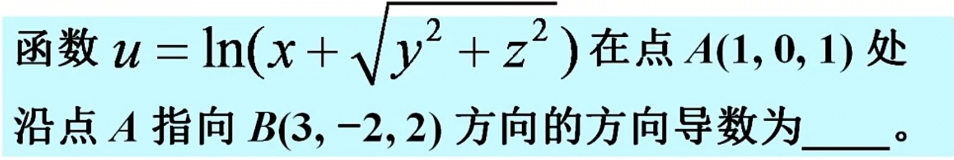 函数 u = ln(x + √(y² + z²)) 在点 A(1, 0, 1) 处
沿点 A 指向 B(3, −2, 2) 方向的方向导数为____。